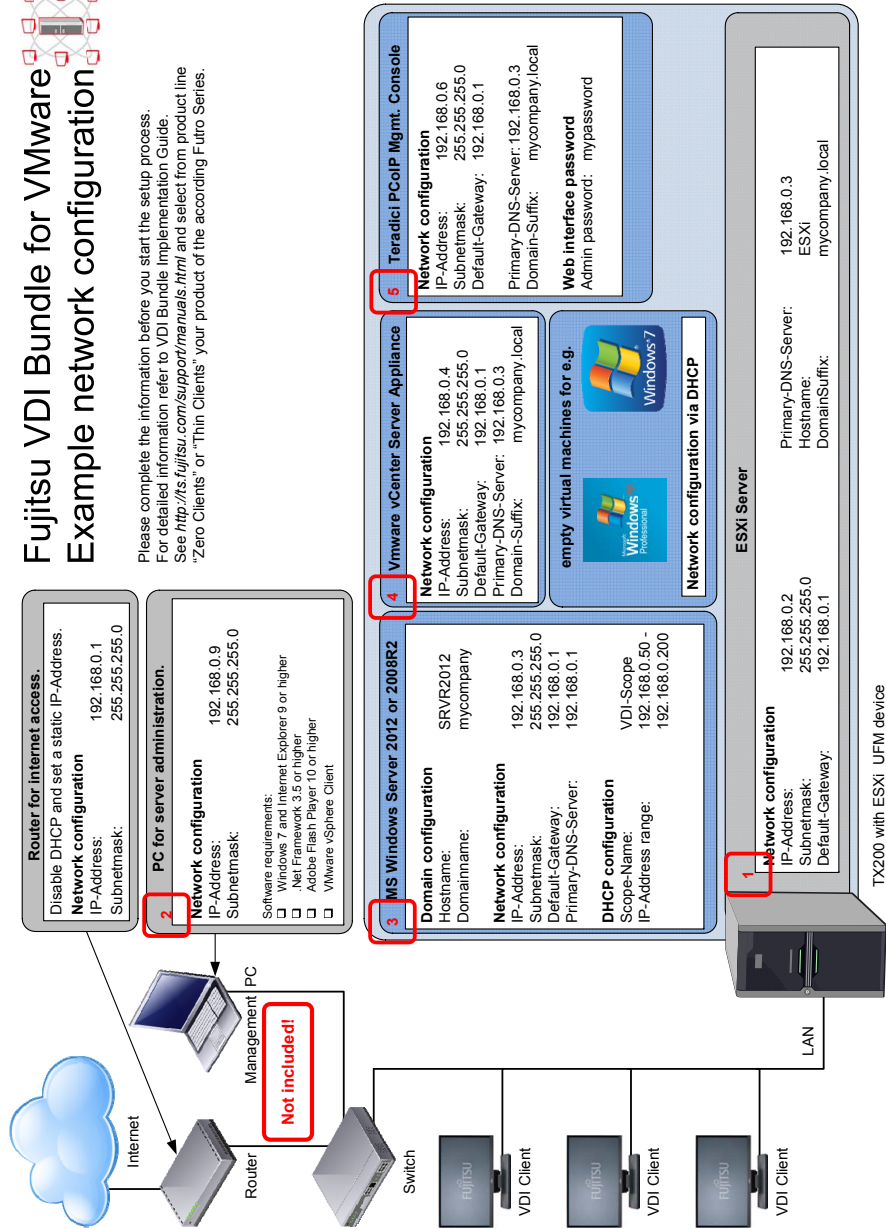 Fujitsu VDI Bundle for VMware
Example network configuration
Please complete the information before you start the setup process.
For detailed information refer to VDI Bundle Implementation Guide.
See http://ts.fujitsu.com/support/manuals.html and select from product line
“Zero Clients” or “Thin Clients” your product of the according Futro Series.
Router for internet access.
Disable DHCP and set a static IP-Address.
Network configuration
IP-Address: 192.168.0.1
Subnetmask: 255.255.255.0
2 PC for server administration.
Network configuration
IP-Address: 192.168.0.9
Subnetmask: 255.255.255.0
Software requirements:
Windows 7 and Internet Explorer 9 or higher
.Net Framework 3.5 or higher
Adobe Flash Player 10 or higher
VMware vSphere Client
Internet
Router
Management PC
Not included!
Switch
VDI Client
VDI Client
VDI Client
FUJITSU
FUJITSU
FUJITSU
LAN
3 MS Windows Server 2012 or 2008R2
Domain configuration
Hostname: SRVR2012
Domainname: mycompany
Network configuration
IP-Address: 192.168.0.3
Subnetmask: 255.255.255.0
Default-Gateway: 192.168.0.1
Primary-DNS-Server: 192.168.0.1
DHCP configuration
Scope-Name: VDI-Scope
IP-Address range: 192.168.0.50 -
192.168.0.200
4 Vmware vCenter Server Appliance
Network configuration
IP-Address: 192.168.0.4
Subnetmask: 255.255.255.0
Default-Gateway: 192.168.0.1
Primary-DNS-Server: 192.168.0.3
Domain-Suffix: mycompany.local
empty virtual machines for e.g.
Microsoft
Windows xp
Professional
Windows 7
Network configuration via DHCP
5 Teradici PCoIP Mgmt. Console
Network configuration
IP-Address: 192.168.0.6
Subnetmask: 255.255.255.0
Default-Gateway: 192.168.0.1
Primary-DNS-Server: 192.168.0.3
Domain-Suffix: mycompany.local
Web interface password
Admin password: mypassword
ESXi Server
1 Network configuration
IP-Address: 192.168.0.2
Subnetmask: 255.255.255.0
Default-Gateway: 192.168.0.1
Primary-DNS-Server: 192.168.0.3
Hostname: ESXi
DomainSuffix: mycompany.local
TX200 with ESXi UFM device